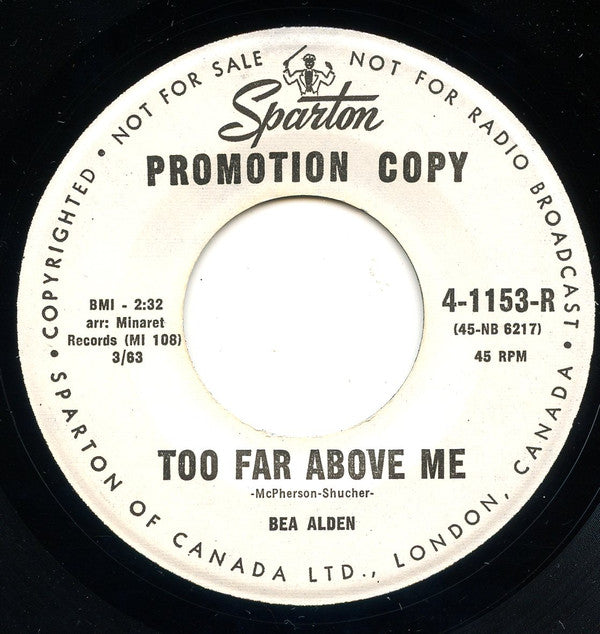 COPYRIGHTED • NOT FOR SALE NOT FOR RADIO BROADCAST •
Sparton
PROMOTION COPY
BMI - 2:32
arr: Minaret
Records (MI 108)
3/63
4-1153-R
(45-NB 6217)
45 RPM
TOO FAR ABOVE ME
-McPherson-Shucher-
BEA ALDEN
• SPARTON OF CANADA LTD., LONDON, CANADA